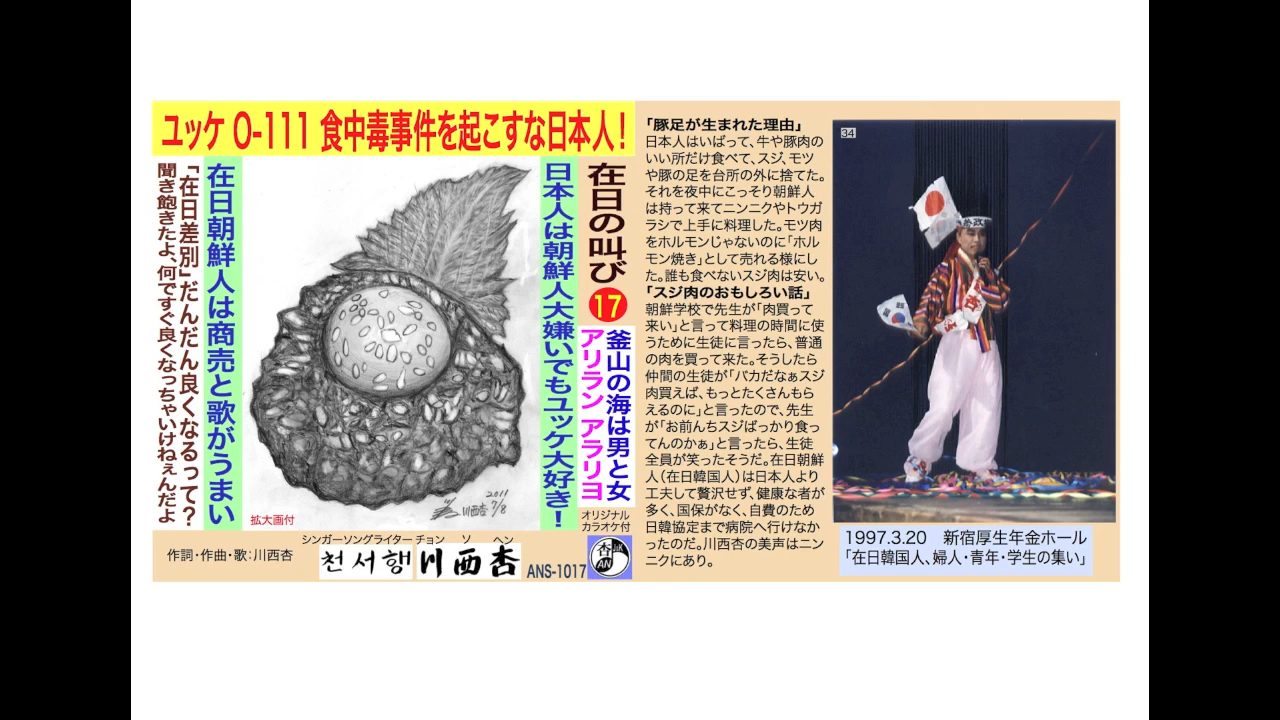 ユッケ O-111 食中毒事件を起こすな日本人！
在日の叫び 17
釜山の海は男と女
アリラン アラリヨ
オリジナル
カラオケ付
日本人は朝鮮人大嫌いでもユッケ大好き！
在日朝鮮人は商売と歌がうまい
「在日差別」だんだん良くなるって？
聞き飽きたよ、何ですぐ良くなっちゃいけねぇんだよ
2011
7/8
川西杏
拡大画付
作詞・作曲・歌：川西杏
シンガーソングライター チョン ソ ヘン
천서행 川西杏
ANS-1017
杏
AN
「豚足が生まれた理由」
日本人はいばって、牛や豚肉の
いい所だけ食べて、スジ、モツ
や豚の足を台所の外に捨てた。
それを夜中にこっそり朝鮮人
は持って来てニンニクやトウガ
ラシで上手に料理した。モツ肉
をホルモンじゃないのに「ホル
モン焼き」として売れる様にし
た。誰も食べないスジ肉は安い。
「スジ肉のおもしろい話」
朝鮮学校で先生が「肉買って
来い」と言って料理の時間に使
うために生徒に言ったら、普通
の肉を買って来た。そうしたら
仲間の生徒が「バカだなぁスジ
肉買えば、もっとたくさんもら
えるのに」と言ったので、先生
が「お前んちスジばっかり食っ
てんのかぁ」と言ったら、生徒
全員が笑ったそうだ。在日朝鮮
人（在日韓国人）は日本人より
工夫して贅沢せず、健康な者が
多く、国保がなく、自費のため
日韓協定まで病院へ行けなか
ったのだ。川西杏の美声はニン
ニクにあり。
34
1997.3.20 新宿厚生年金ホール
「在日韓国人、婦人・青年・学生の集い」